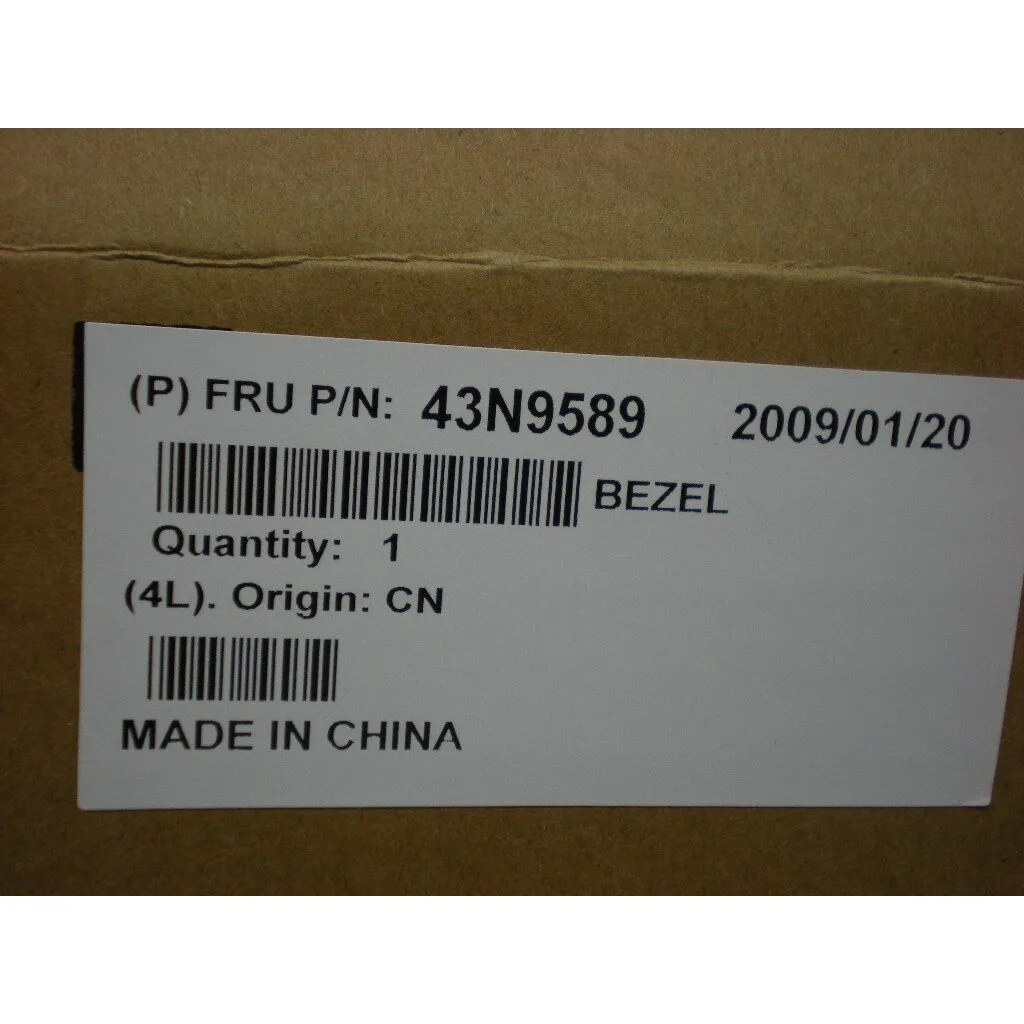 (P) FRU P/N: 43N9589 2009/01/20
BEZEL
Quantity: 1
(4L). Origin: CN
MADE IN CHINA